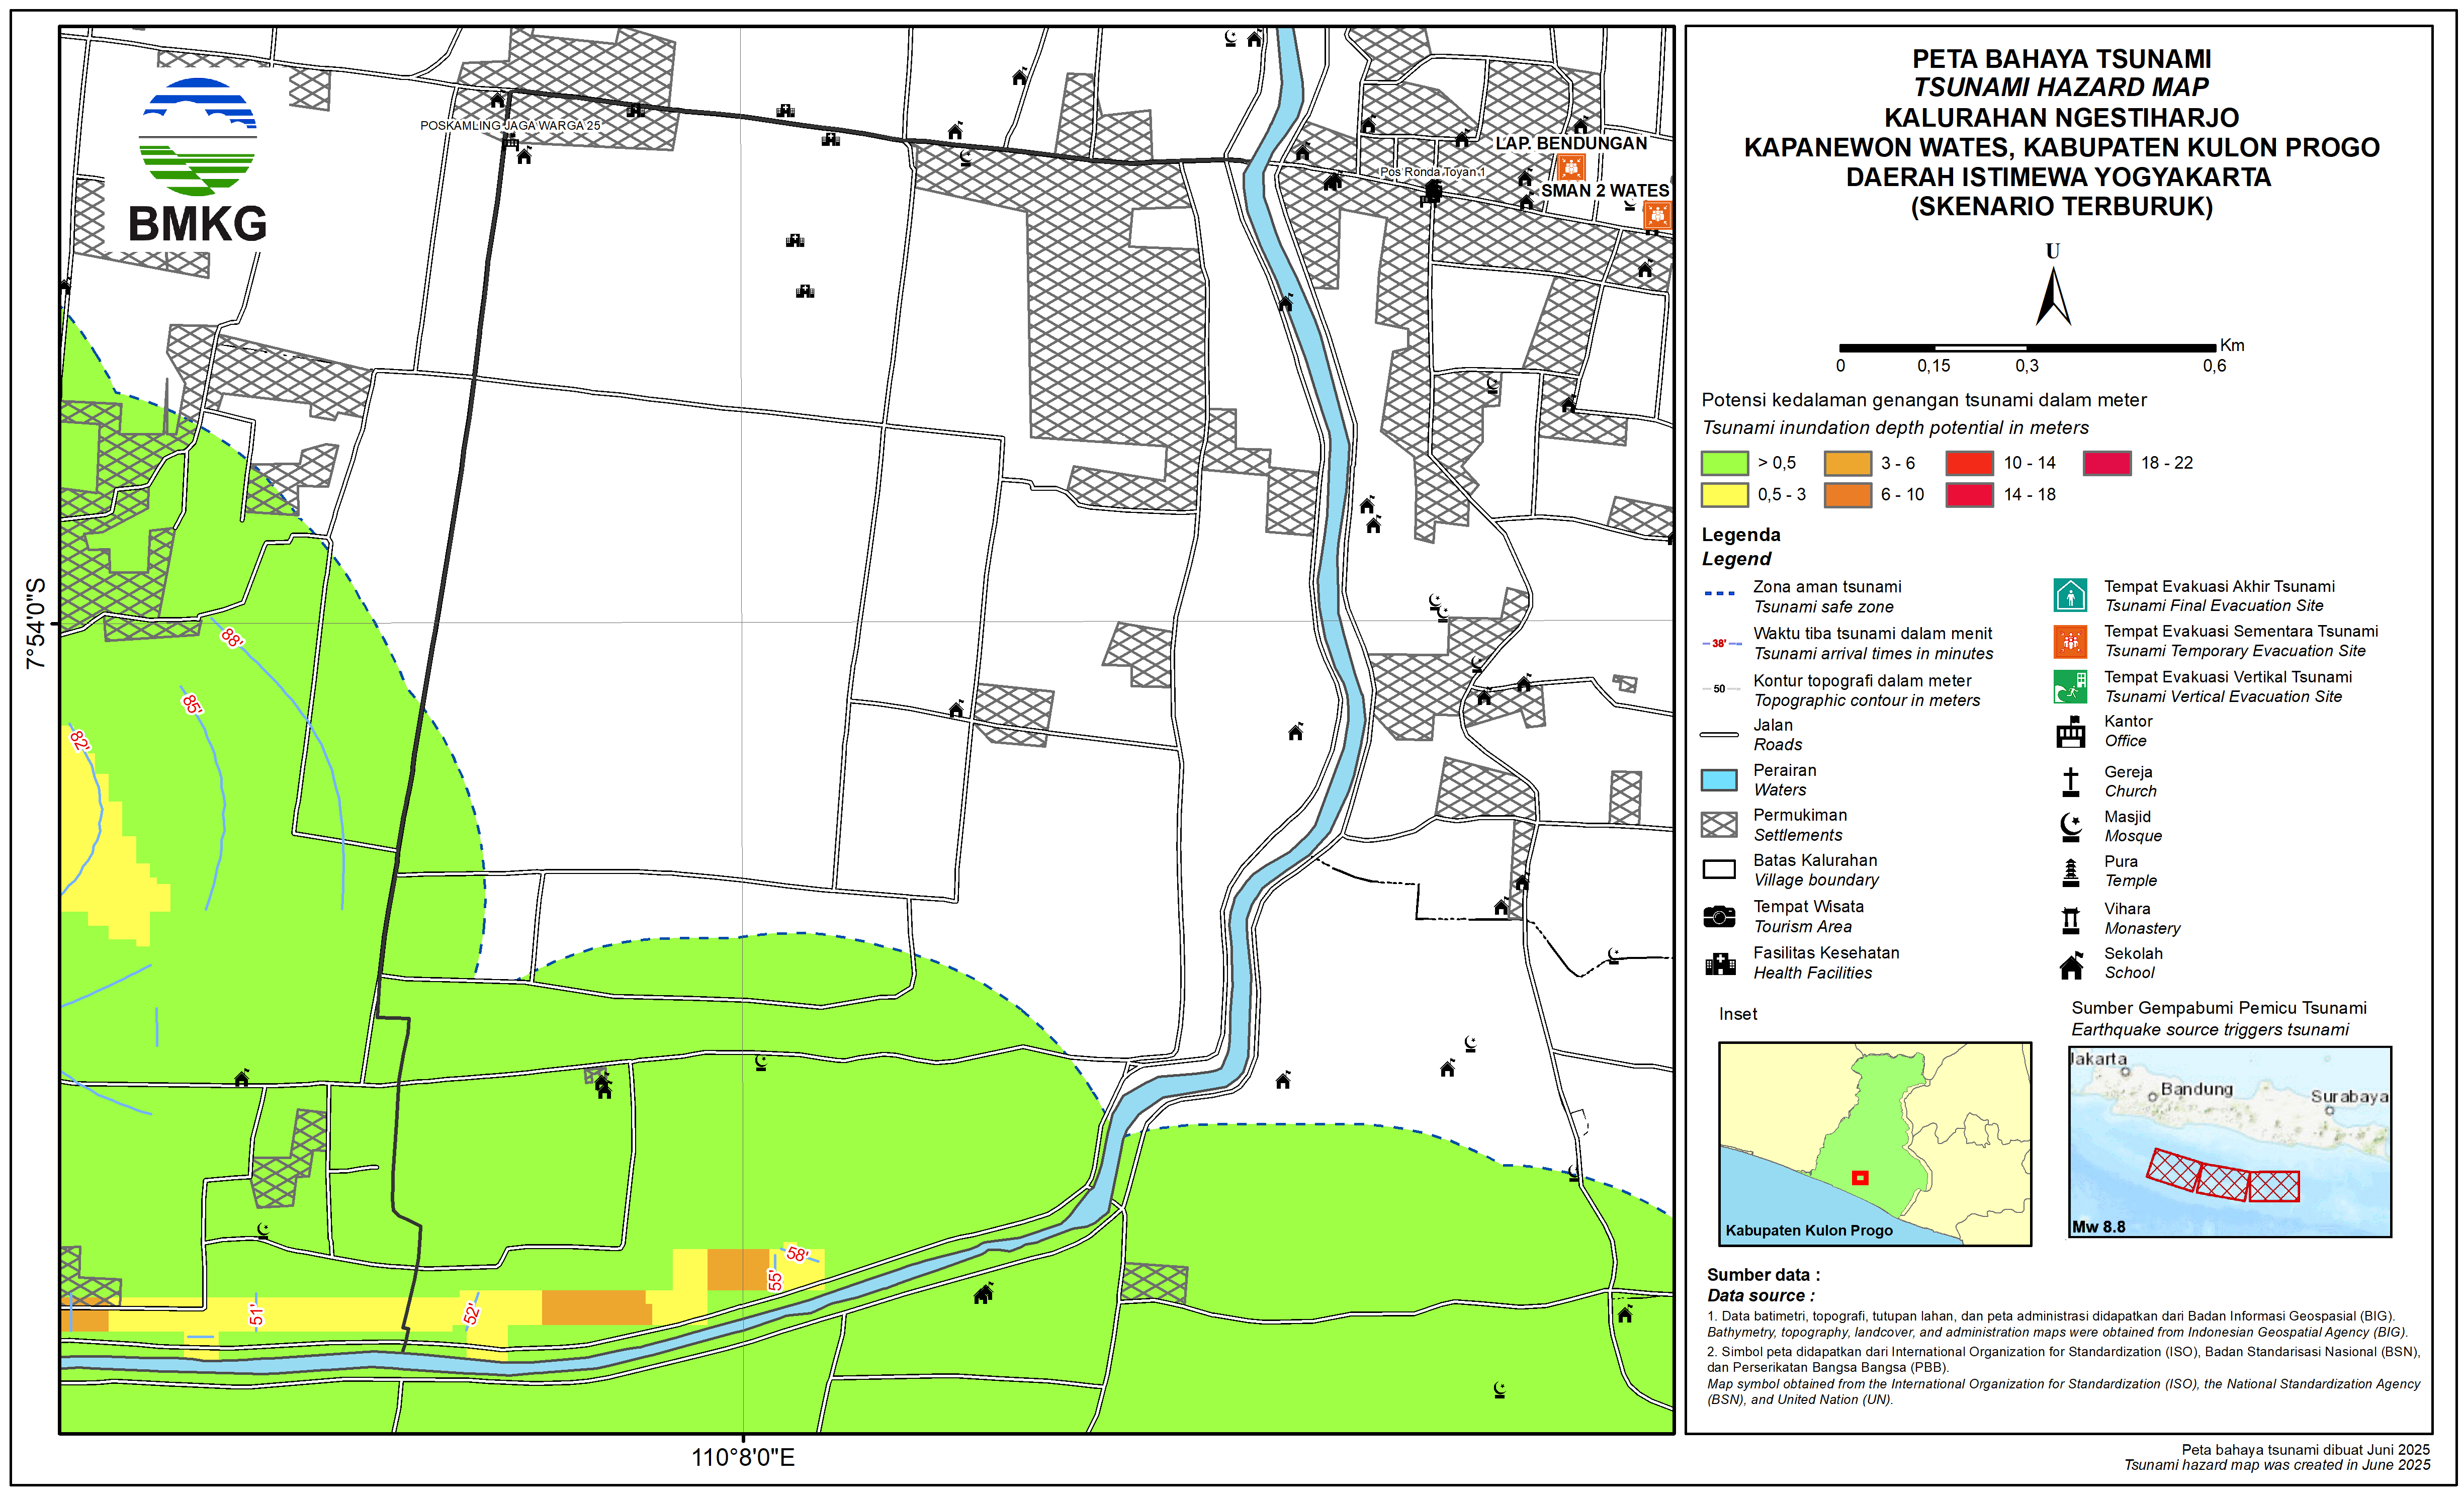 PETA BAHAYA TSUNAMI
TSUNAMI HAZARD MAP
KALURAHAN NGESTIHARJO
KAPANEWON WATES, KABUPATEN KULON PROGO
DAERAH ISTIMEWA YOGYAKARTA
(SKENARIO TERBURUK)
U
Km
0
0,15
0,3
0,6
Potensi kedalaman genangan tsunami dalam meter
Tsunami inundation depth potential in meters
> 0,5
3 - 6
10 - 14
18 - 22
0,5 - 3
6 - 10
14 - 18
Legenda
Legend
Zona aman tsunami
Tsunami safe zone
38'
Waktu tiba tsunami dalam menit
Tsunami arrival times in minutes
50
Kontur topografi dalam meter
Topographic contour in meters
Jalan
Roads
Perairan
Waters
Permukiman
Settlements
Batas Kalurahan
Village boundary
Tempat Wisata
Tourism Area
Fasilitas Kesehatan
Health Facilities
Tempat Evakuasi Akhir Tsunami
Tsunami Final Evacuation Site
Tempat Evakuasi Sementara Tsunami
Tsunami Temporary Evacuation Site
Tempat Evakuasi Vertikal Tsunami
Tsunami Vertical Evacuation Site
Kantor
Office
Gereja
Church
Masjid
Mosque
Pura
Temple
Vihara
Monastery
Sekolah
School
Inset
Kabupaten Kulon Progo
Sumber Gempabumi Pemicu Tsunami
Earthquake source triggers tsunami
Jakarta
Bandung
Surabaya
Mw 8.8
Sumber data :
Data source :
1. Data batimetri, topografi, tutupan lahan, dan peta administrasi didapatkan dari Badan Informasi Geospasial (BIG).
Bathymetry, topography, landcover, and administration maps were obtained from Indonesian Geospatial Agency (BIG).
2. Simbol peta didapatkan dari International Organization for Standardization (ISO), Badan Standarisasi Nasional (BSN),
dan Perserikatan Bangsa Bangsa (PBB).
Map symbol obtained from the International Organization for Standardization (ISO), the National Standardization Agency
(BSN), and United Nation (UN).
Peta bahaya tsunami dibuat Juni 2025
Tsunami hazard map was created in June 2025
BMKG
POSKAMLING JAGA WARGA 25
LAP. BENDUNGAN
Pos Ronda Toyan 1
SMAN 2 WATES
7°54'0"S
88'
85'
82'
58'
55'
52'
51'
110°8'0"E